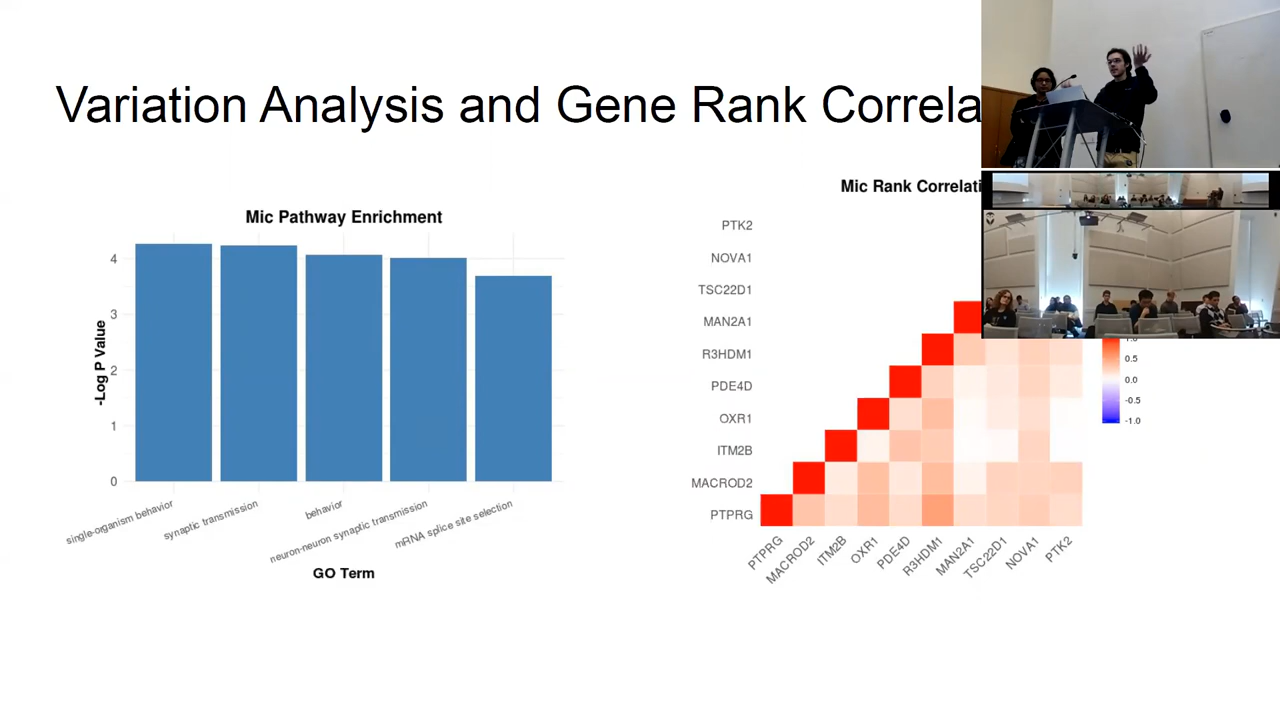 Variation Analysis and Gene Rank Correla
Mic Pathway Enrichment
4
3
2
1
0
-Log P Value
single-organism behavior
synaptic transmission
behavior
neuron-neuron synaptic transmission
mRNA splice site selection
GO Term
Mic Rank Correlati
PTK2
NOVA1
TSC22D1
MAN2A1
R3HDM1
PDE4D
OXR1
ITM2B
MACROD2
PTPRG
PTPRG
MACROD2
ITM2B
OXR1
PDE4D
R3HDM1
MAN2A1
TSC22D1
NOVA1
PTK2
1.0
0.5
0.0
-0.5
-1.0